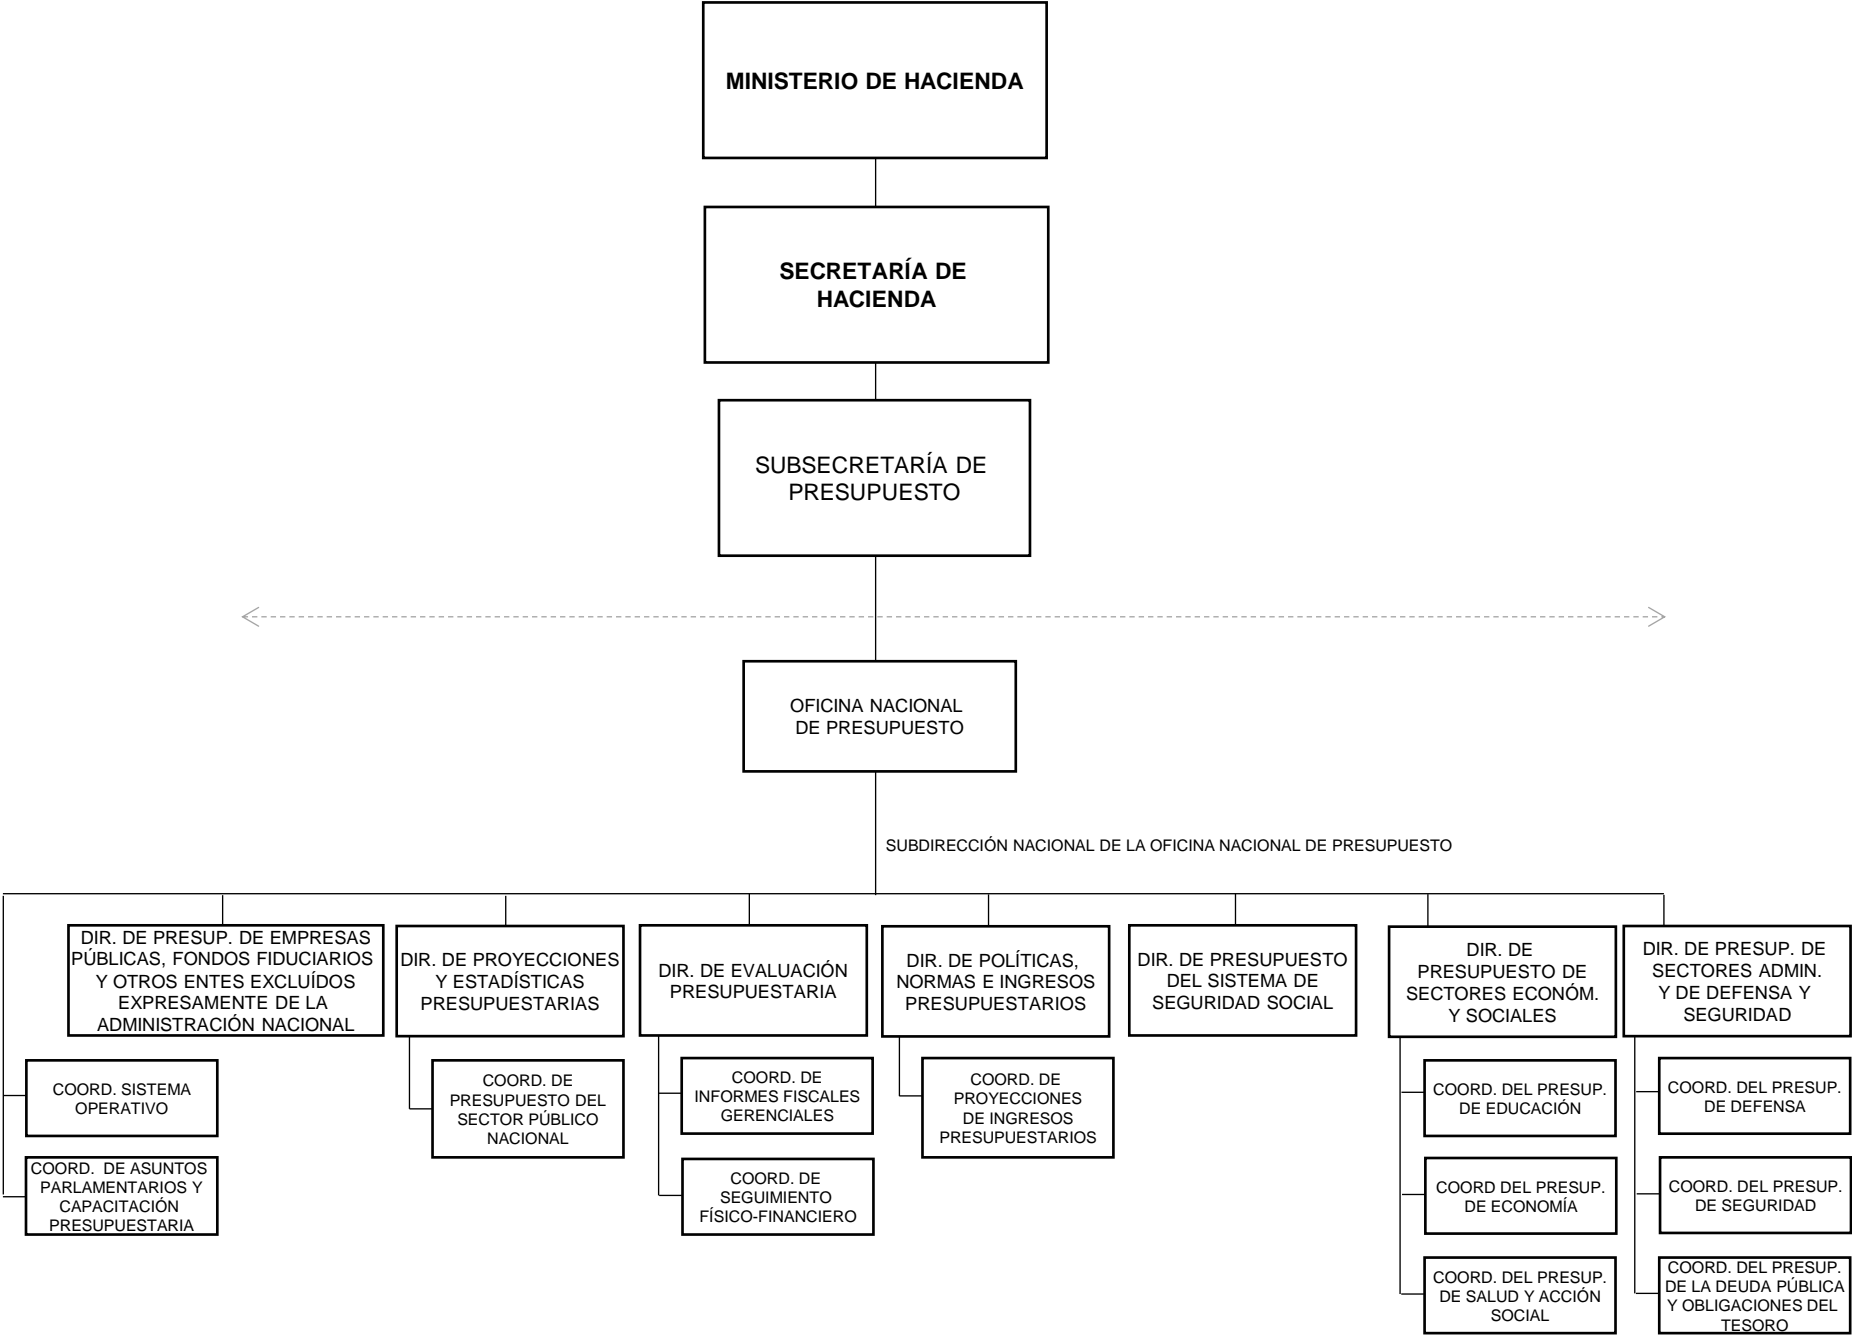 MINISTERIO DE HACIENDA
SECRETARÍA DE
HACIENDA
SUBSECRETARÍA DE
PRESUPUESTO
OFICINA NACIONAL
DE PRESUPUESTO
SUBDIRECCIÓN NACIONAL DE LA OFICINA NACIONAL DE PRESUPUESTO
DIR. DE PRESUP. DE EMPRESAS
PÚBLICAS, FONDOS FIDUCIARIOS
Y OTROS ENTES EXCLUÍDOS
EXPRESAMENTE DE LA
ADMINISTRACIÓN NACIONAL
DIR. DE PROYECCIONES
Y ESTADÍSTICAS
PRESUPUESTARIAS
DIR. DE EVALUACIÓN
PRESUPUESTARIA
DIR. DE POLÍTICAS,
NORMAS E INGRESOS
PRESUPUESTARIOS
DIR. DE PRESUPUESTO
DEL SISTEMA DE
SEGURIDAD SOCIAL
DIR. DE
PRESUPUESTO DE
SECTORES ECONÓM.
Y SOCIALES
DIR. DE PRESUP. DE
SECTORES ADMIN.
Y DE DEFENSA Y
SEGURIDAD
COORD. SISTEMA
OPERATIVO
COORD. DE ASUNTOS
PARLAMENTARIOS Y
CAPACITACIÓN
PRESUPUESTARIA
COORD. DE
PRESUPUESTO DEL
SECTOR PÚBLICO
NACIONAL
COORD. DE
INFORMES FISCALES
GERENCIALES
COORD. DE
SEGUIMIENTO
FÍSICO-FINANCIERO
COORD. DE
PROYECCIONES
DE INGRESOS
PRESUPUESTARIOS
COORD. DEL PRESUP.
DE EDUCACIÓN
COORD DEL PRESUP.
DE ECONOMÍA
COORD. DEL PRESUP.
DE SALUD Y ACCIÓN
SOCIAL
COORD. DEL PRESUP.
DE DEFENSA
COORD. DEL PRESUP.
DE SEGURIDAD
COORD. DEL PRESUP.
DE LA DEUDA PÚBLICA
Y OBLIGACIONES DEL
TESORO